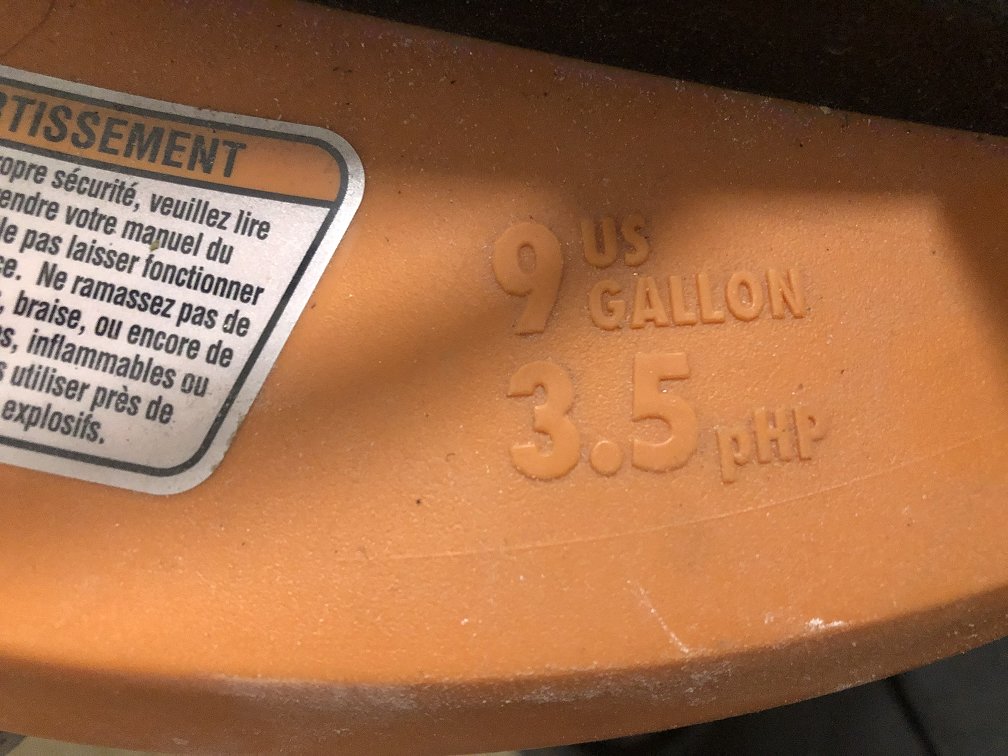 RTISSEMENT
ropre sécurité, veuillez lire
endre votre manuel du
le pas laisser fonctionner
ce. Ne ramassez pas de
, braise, ou encore de
s, inflammables ou
s utiliser près de
explosifs.
9 US
GALLON
3.5 pHP